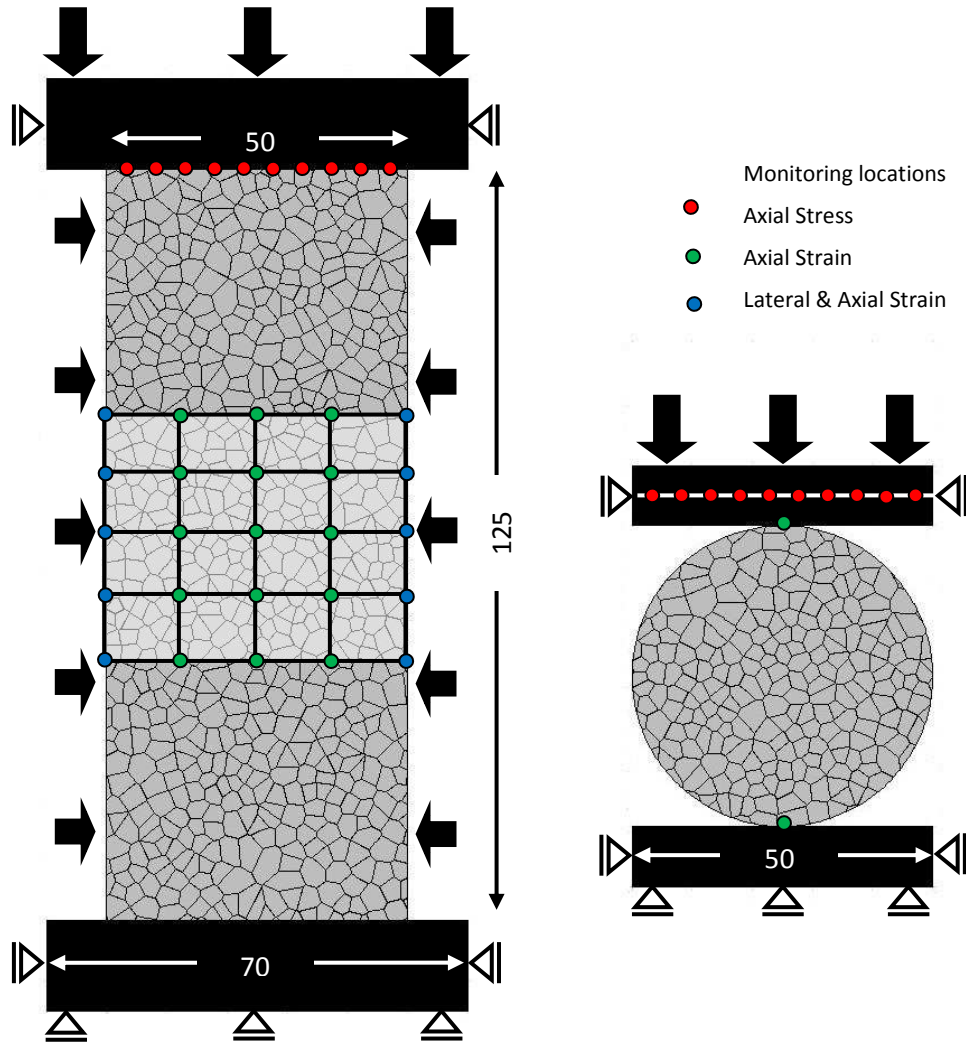 50
125
70
Monitoring locations
Axial Stress
Axial Strain
Lateral & Axial Strain
50